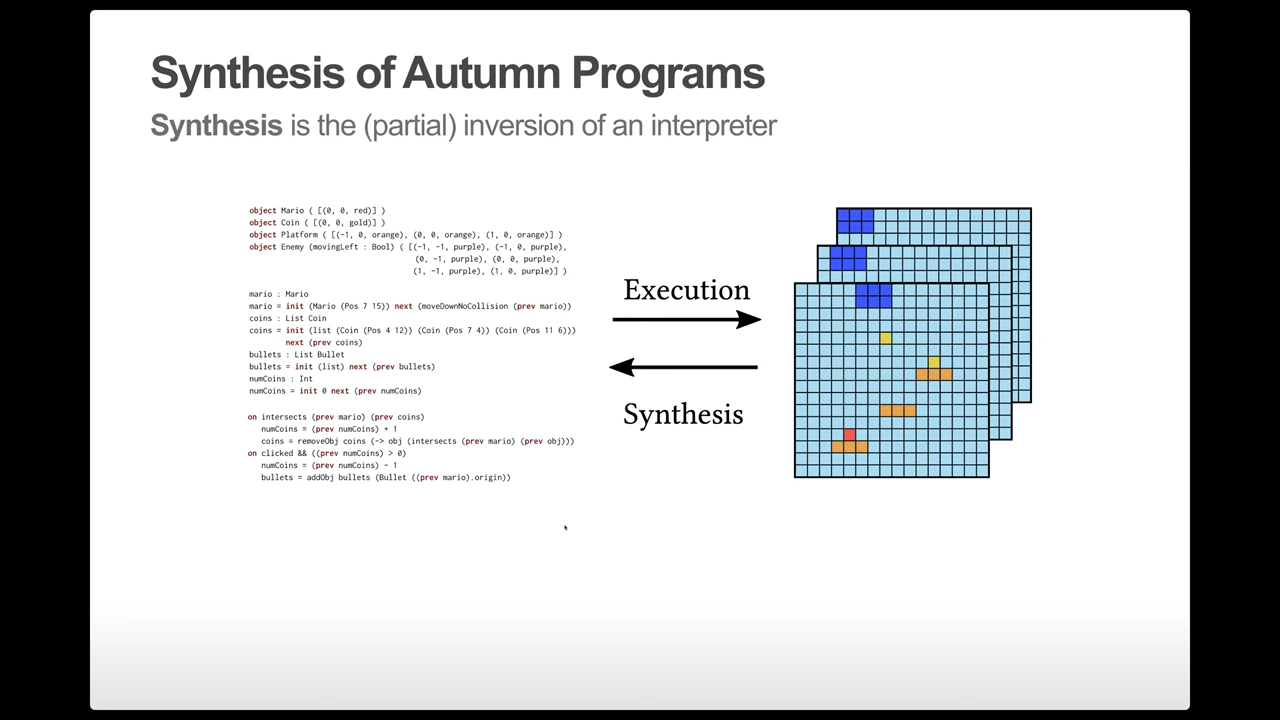 Synthesis of Autumn Programs
Synthesis is the (partial) inversion of an interpreter
object Mario ( [(0, 0, red)] )
object Coin ( [(0, 0, gold)] )
object Platform ( [(-1, 0, orange), (0, 0, orange), (1, 0, orange)] )
object Enemy (movingLeft : Bool) ( [(-1, -1, purple), (-1, 0, purple),
(0, -1, purple), (0, 0, purple),
(1, -1, purple), (1, 0, purple)] )
mario : Mario
mario = init (Mario (Pos 7 15)) next (moveDownNoCollision (prev mario))
coins : List Coin
coins = init (list (Coin (Pos 4 12)) (Coin (Pos 7 4)) (Coin (Pos 11 6)))
next (prev coins)
bullets : List Bullet
bullets = init (list) next (prev bullets)
numCoins : Int
numCoins = init 0 next (prev numCoins)
on intersects (prev mario) (prev coins)
numCoins = (prev numCoins) + 1
coins = removeObj coins (-> obj (intersects (prev mario) (prev obj)))
on clicked && ((prev numCoins) > 0)
numCoins = (prev numCoins) - 1
bullets = addObj bullets (Bullet ((prev mario).origin))
Execution
Synthesis